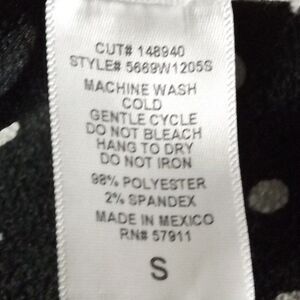 CUT# 148940
STYLE# 5669W1205S
MACHINE WASH
COLD
GENTLE CYCLE
DO NOT BLEACH
HANG TO DRY
DO NOT IRON
98% POLYESTER
2% SPANDEX
MADE IN MEXICO
RN# 57911
S